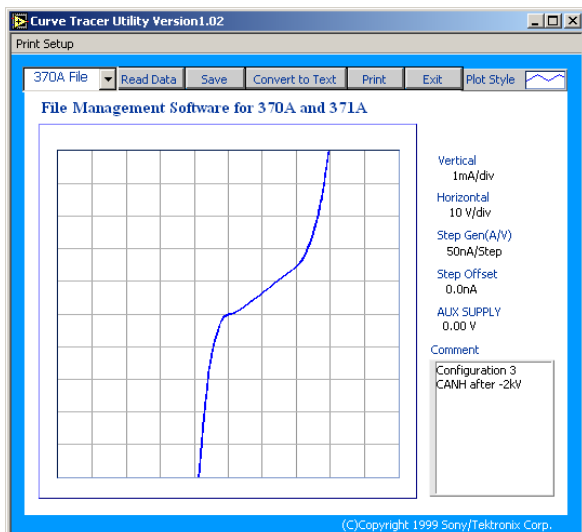 Curve Tracer Utility Version1.02
Print Setup
370A File Read Data Save Convert to Text Print Exit Plot Style
File Management Software for 370A and 371A
Vertical
1mA/div
Horizontal
10 V/div
Step Gen(A/V)
50nA/Step
Step Offset
0.0nA
AUX SUPPLY
0.00 V
Comment
Configuration 3
CANH after -2kV
(C)Copyright 1999 Sony/Tektronix Corp.